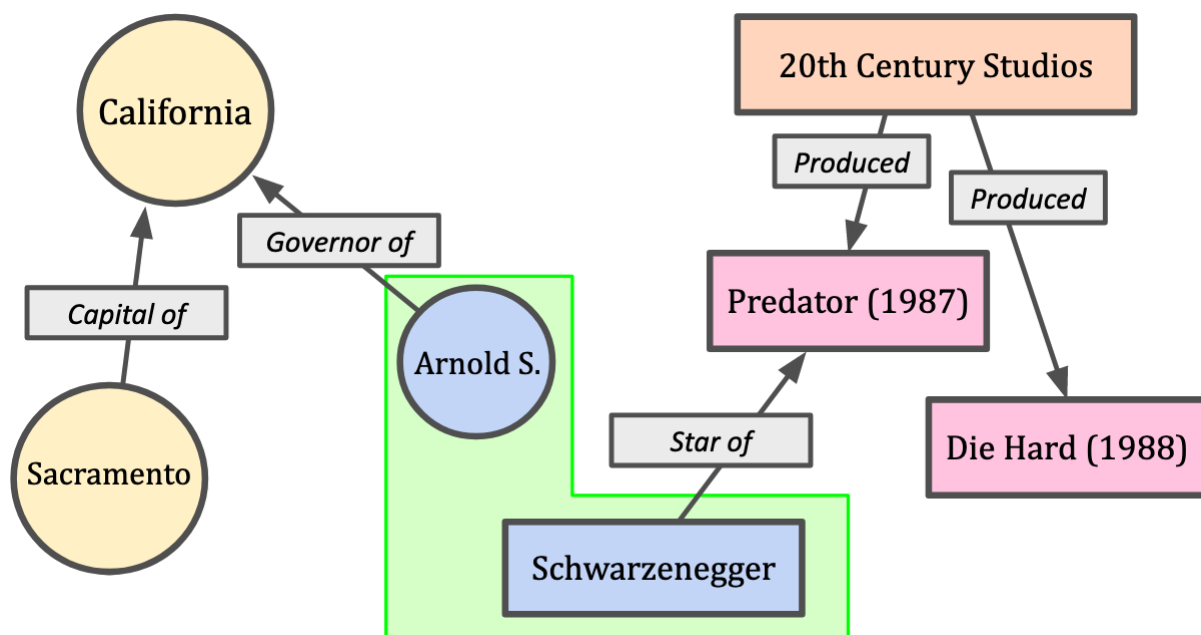 20th Century Studios
California
Produced
Produced
Governor of
Predator (1987)
Capital of
Arnold S.
Star of
Die Hard (1988)
Sacramento
Schwarzenegger